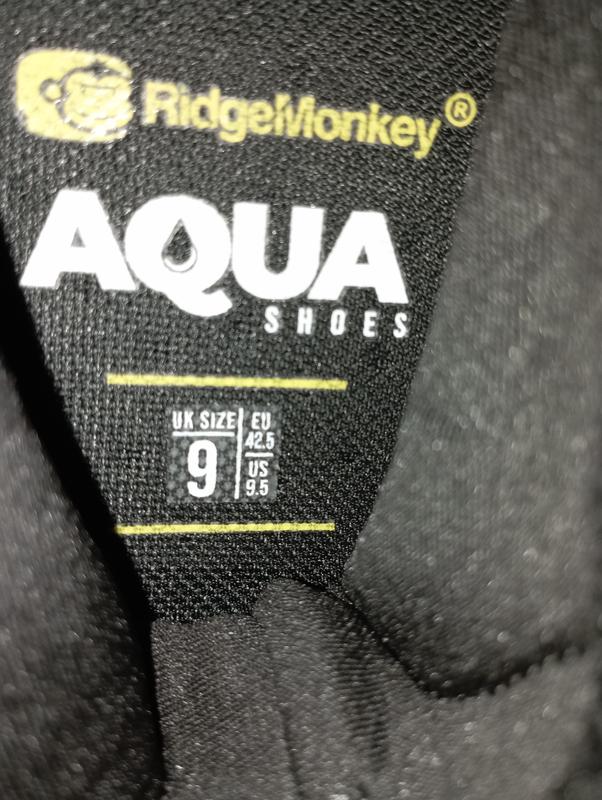 RidgeMonkey®
AQUA
SHOES
UK SIZE
9
EU
42.5
US
9.5